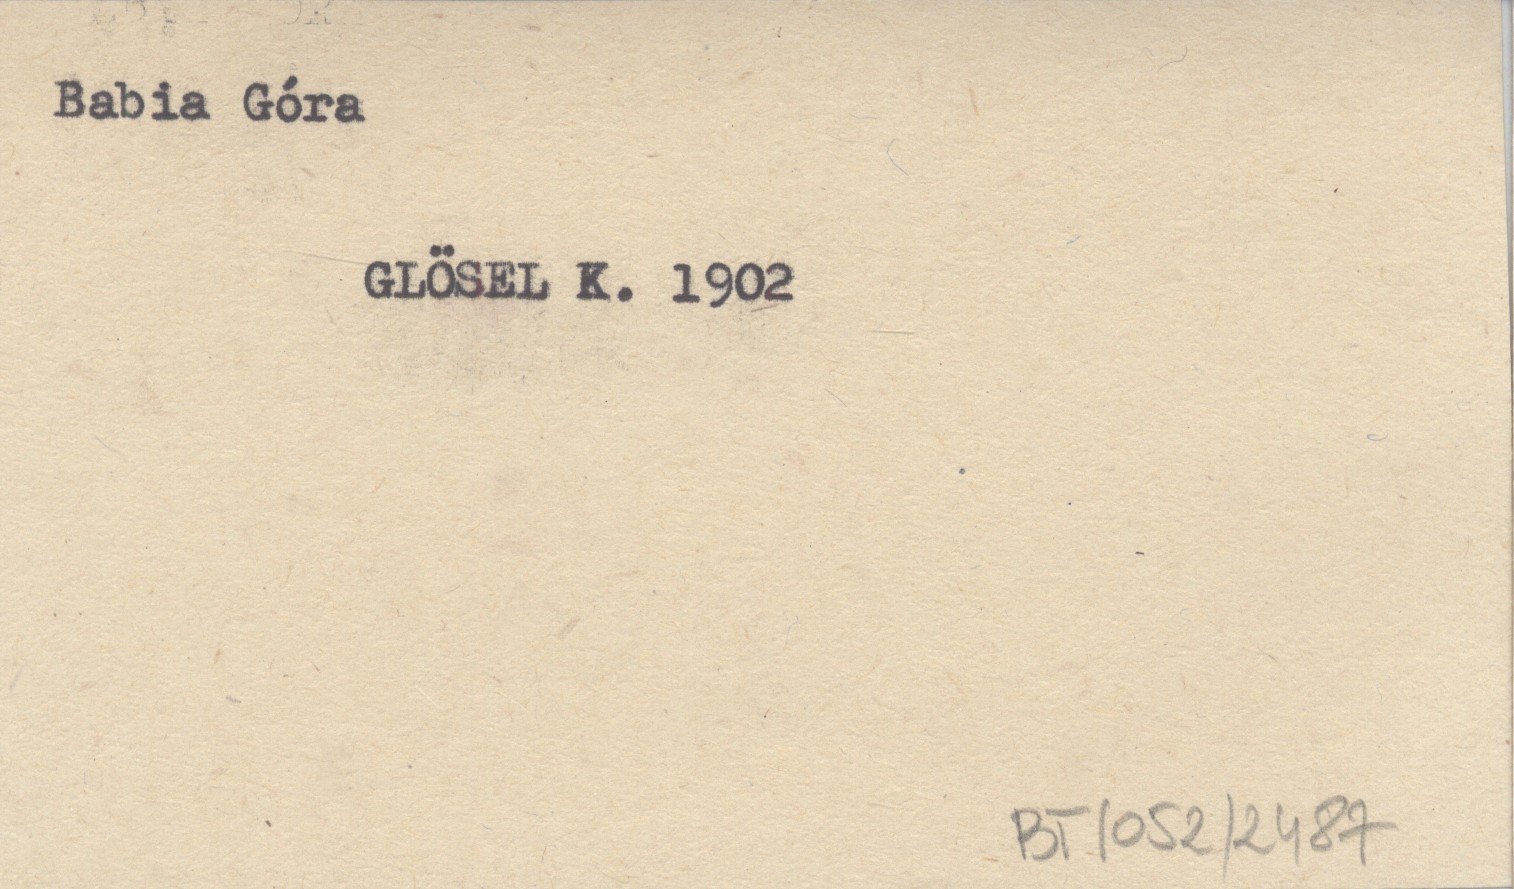 Babia Góra
GLÖSEL K. 1902
BT/052/2487